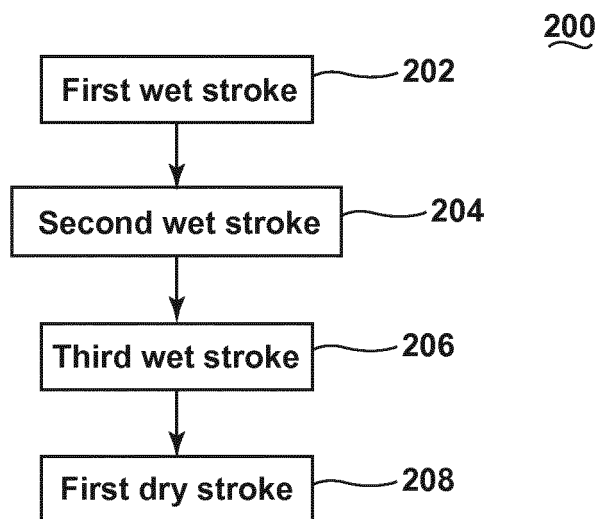 200
First wet stroke 202
Second wet stroke 204
Third wet stroke 206
First dry stroke 208